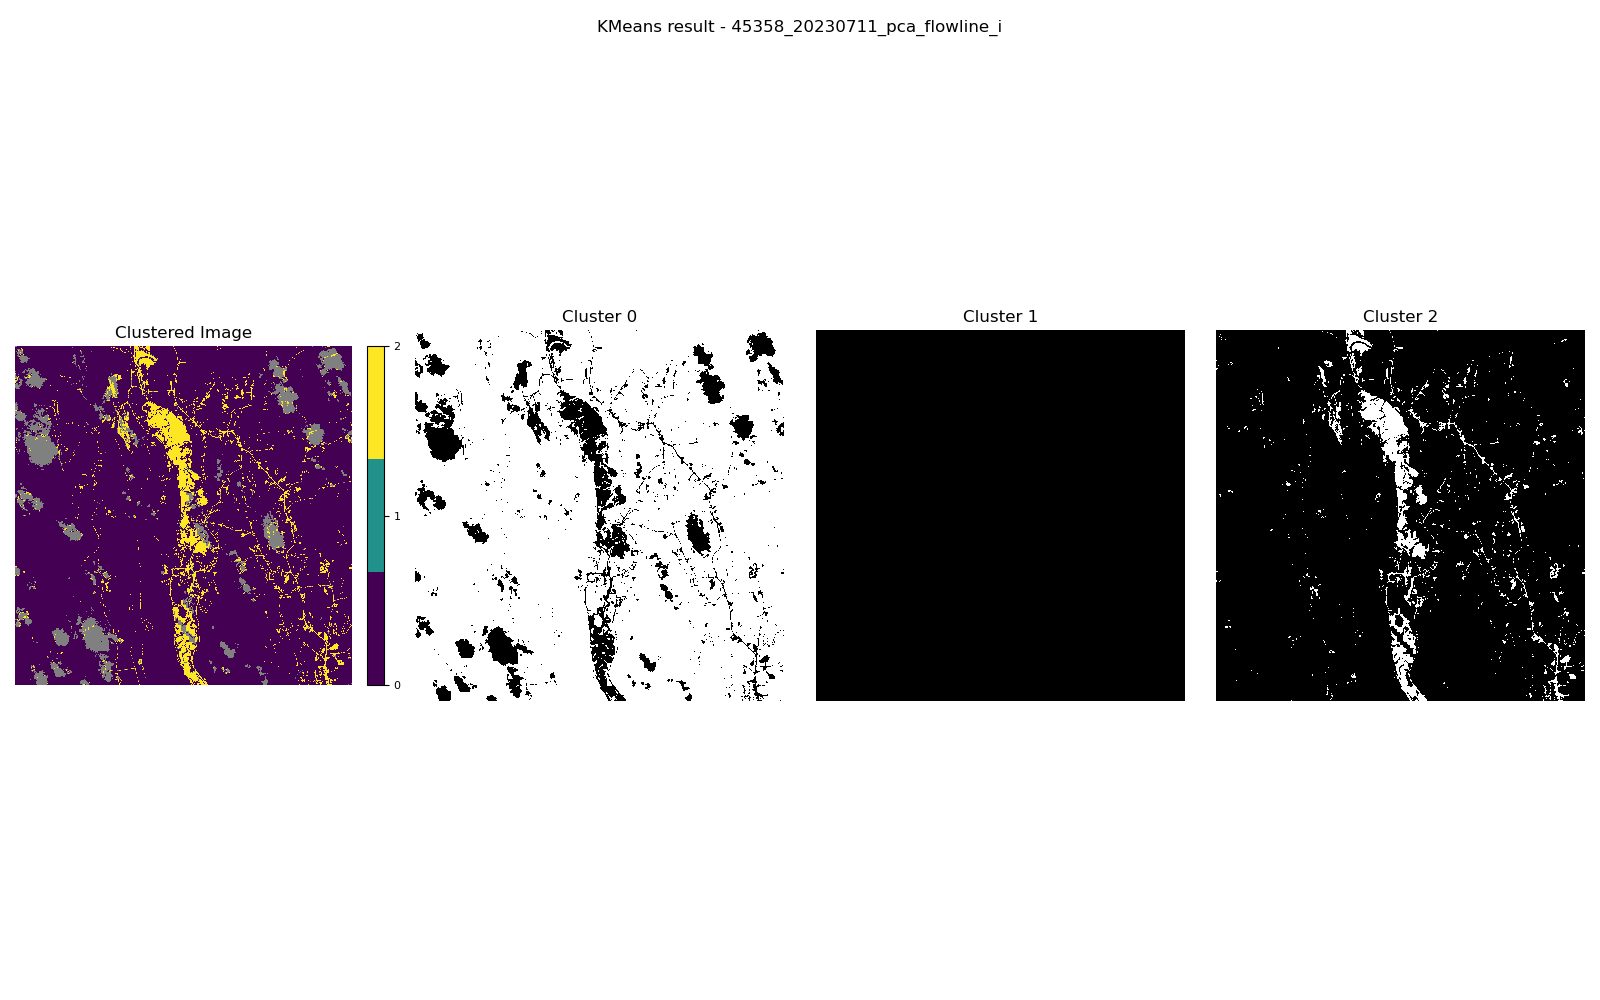 KMeans result - 45358_20230711_pca_flowline_i
Clustered Image
Cluster 0
Cluster 1
Cluster 2
2
1
0